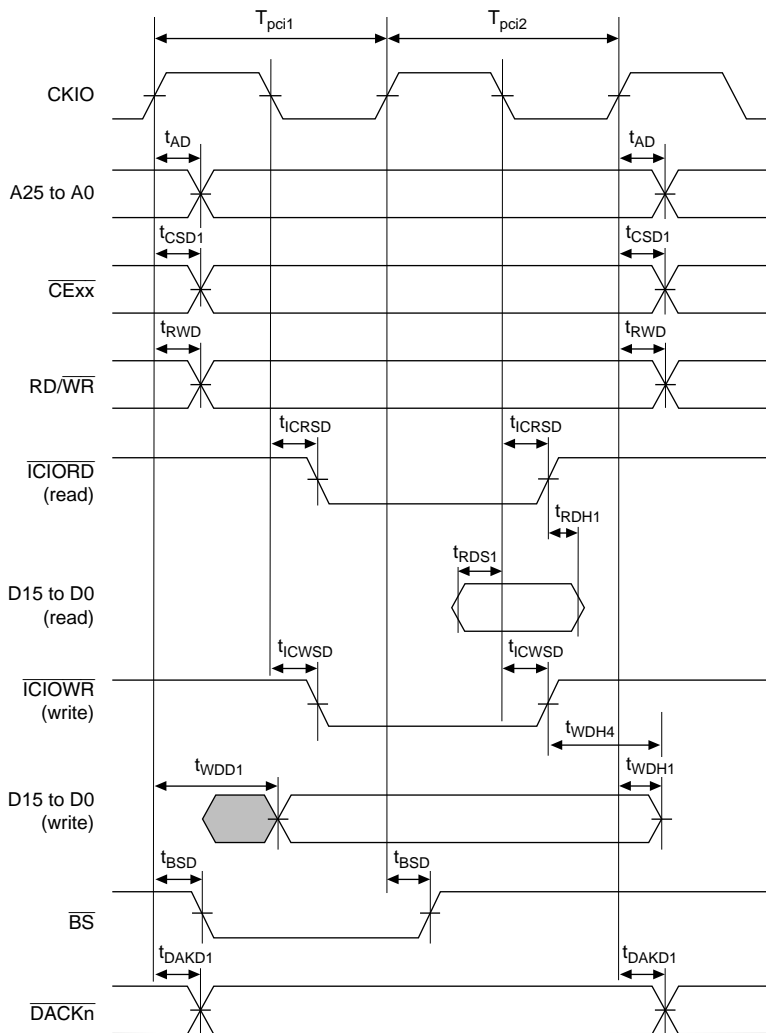 Tpci1 Tpci2
CKIO
tAD tAD
A25 to A0
tCSD1 tCSD1
CExx
tRWD tRWD
RD/WR
tICRSD tICRSD
ICIORD
(read)
tRDH1
tRDS1
D15 to D0
(read)
tICWSD tICWSD
ICIOWR
(write)
tWDH4
tWDD1 tWDH1
D15 to D0
(write)
tBSD tBSD
BS
tDAKD1 tDAKD1
DACKn